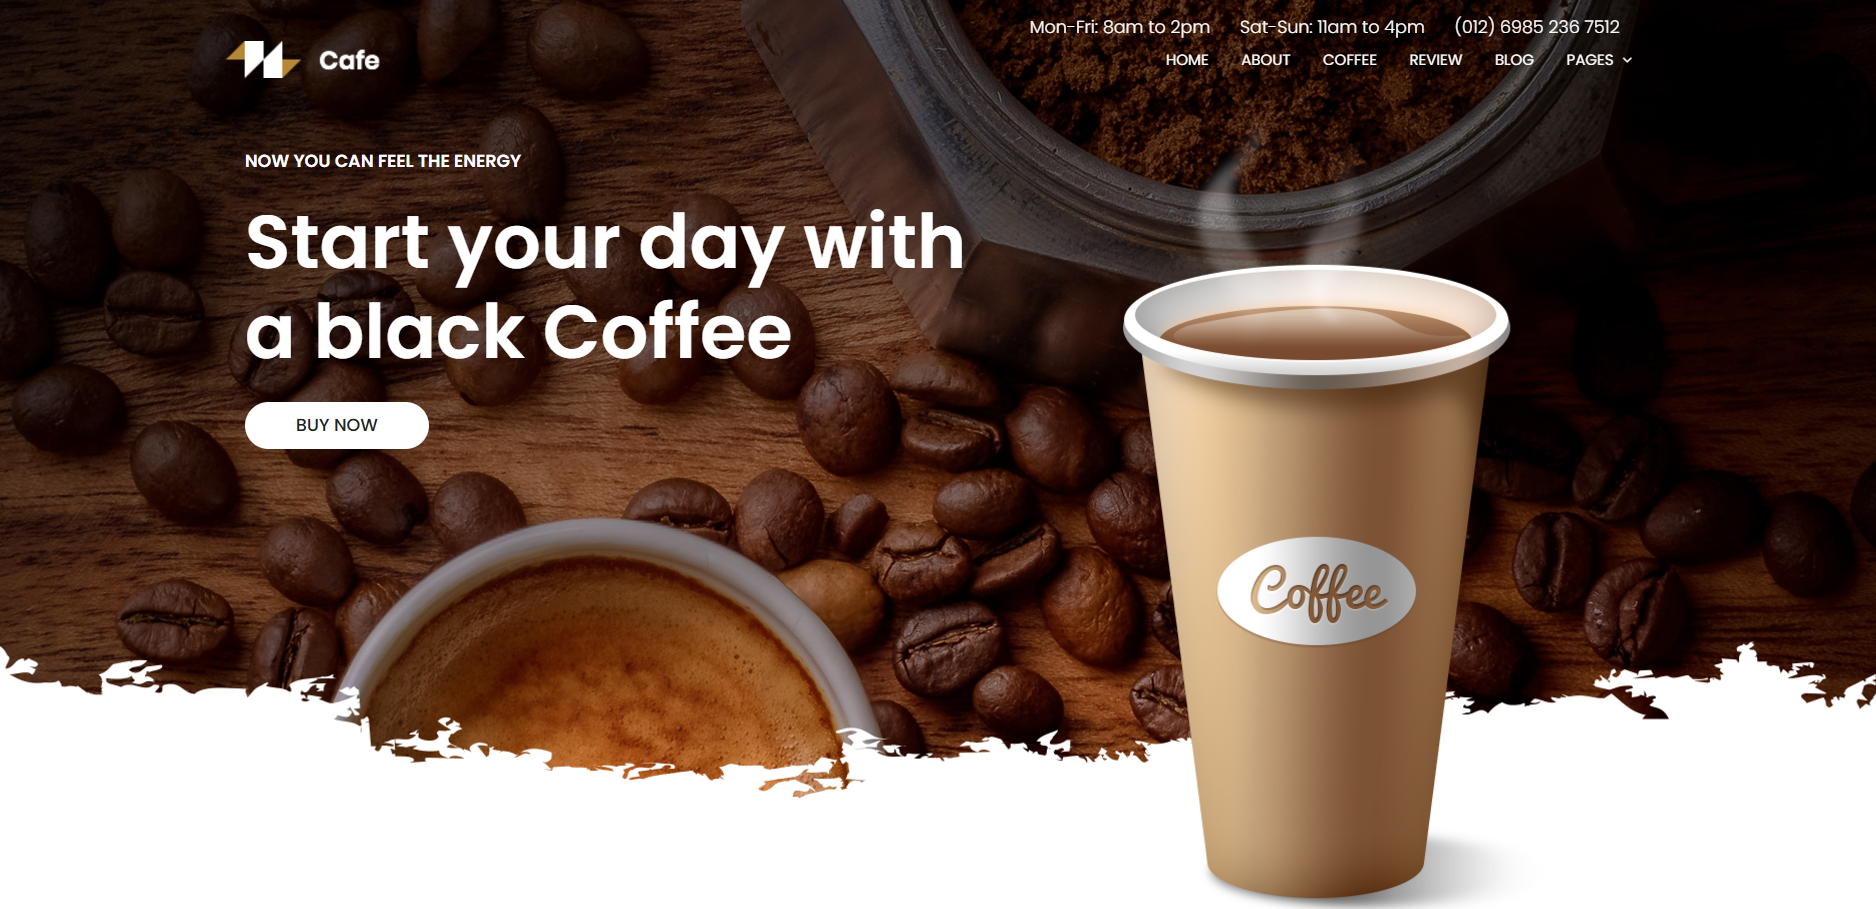 Mon-Fri: 8am to 2pm Sat-Sun: 11am to 4pm (012) 6985 236 7512
Cafe
HOME ABOUT COFFEE REVIEW BLOG PAGES
NOW YOU CAN FEEL THE ENERGY
Start your day with
a black Coffee
BUY NOW
Coffee